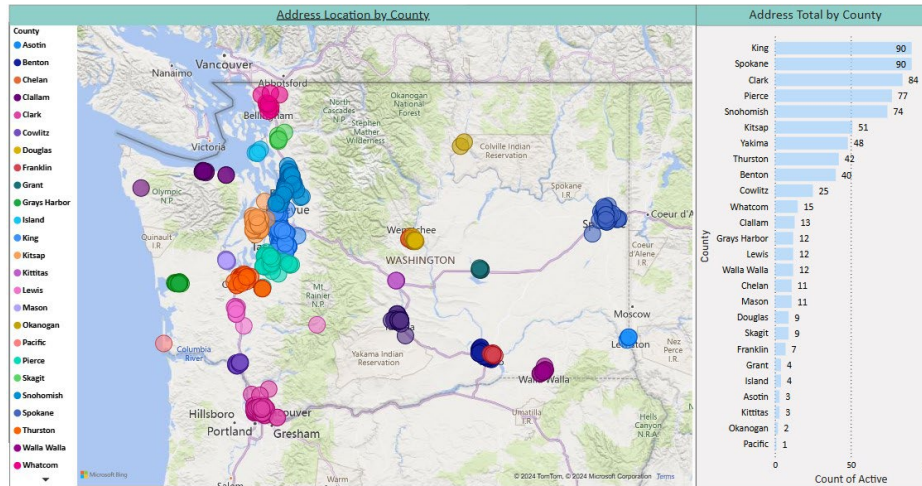 Address Location by County
Address Total by County
County
Asotin
Benton
Chelan
Clallam
Clark
Cowlitz
Douglas
Franklin
Grant
Grays Harbor
Island
King
Kitsap
Kittitas
Lewis
Mason
Okanogan
Pacific
Pierce
Skagit
Snohomish
Spokane
Thurston
Walla Walla
Whatcom
Vancouver
Nanaimo
Abbotsford
Victoria
North
Cascades
N.P.
Okanogan
National
Forest
Stephen
Mather
Wilderness
Colville Indian
Reservation
Olympic
N.P.
Spokane
I.R.
Coeur d'A
Quinault
I.R.
WASHINGTON
Coeur
d'Alene
I.R.
Mt
Rainier
N.P.
Moscow
Columbia
River
Yakama Indian
Reservation
Nez
Perce
I.R.
Walla Walla
Hillsboro
Portland
Gresham
Umatilla
I.R.
Hells
Canyon
N.R.A.
Salem
Warm
Microsoft Bing
© 2024 TomTom, © 2024 Microsoft Corporation Terms
County
King 90
Spokane 90
Clark 84
Pierce 77
Snohomish 74
Kitsap 51
Yakima 48
Thurston 42
Benton 40
Cowlitz 25
Whatcom 15
Clallam 13
Grays Harbor 12
Lewis 12
Walla Walla 12
Chelan 11
Mason 11
Douglas 9
Skagit 9
Franklin 7
Grant 4
Island 4
Asotin 3
Kittitas 3
Okanogan 2
Pacific 1
0 50
Count of Active